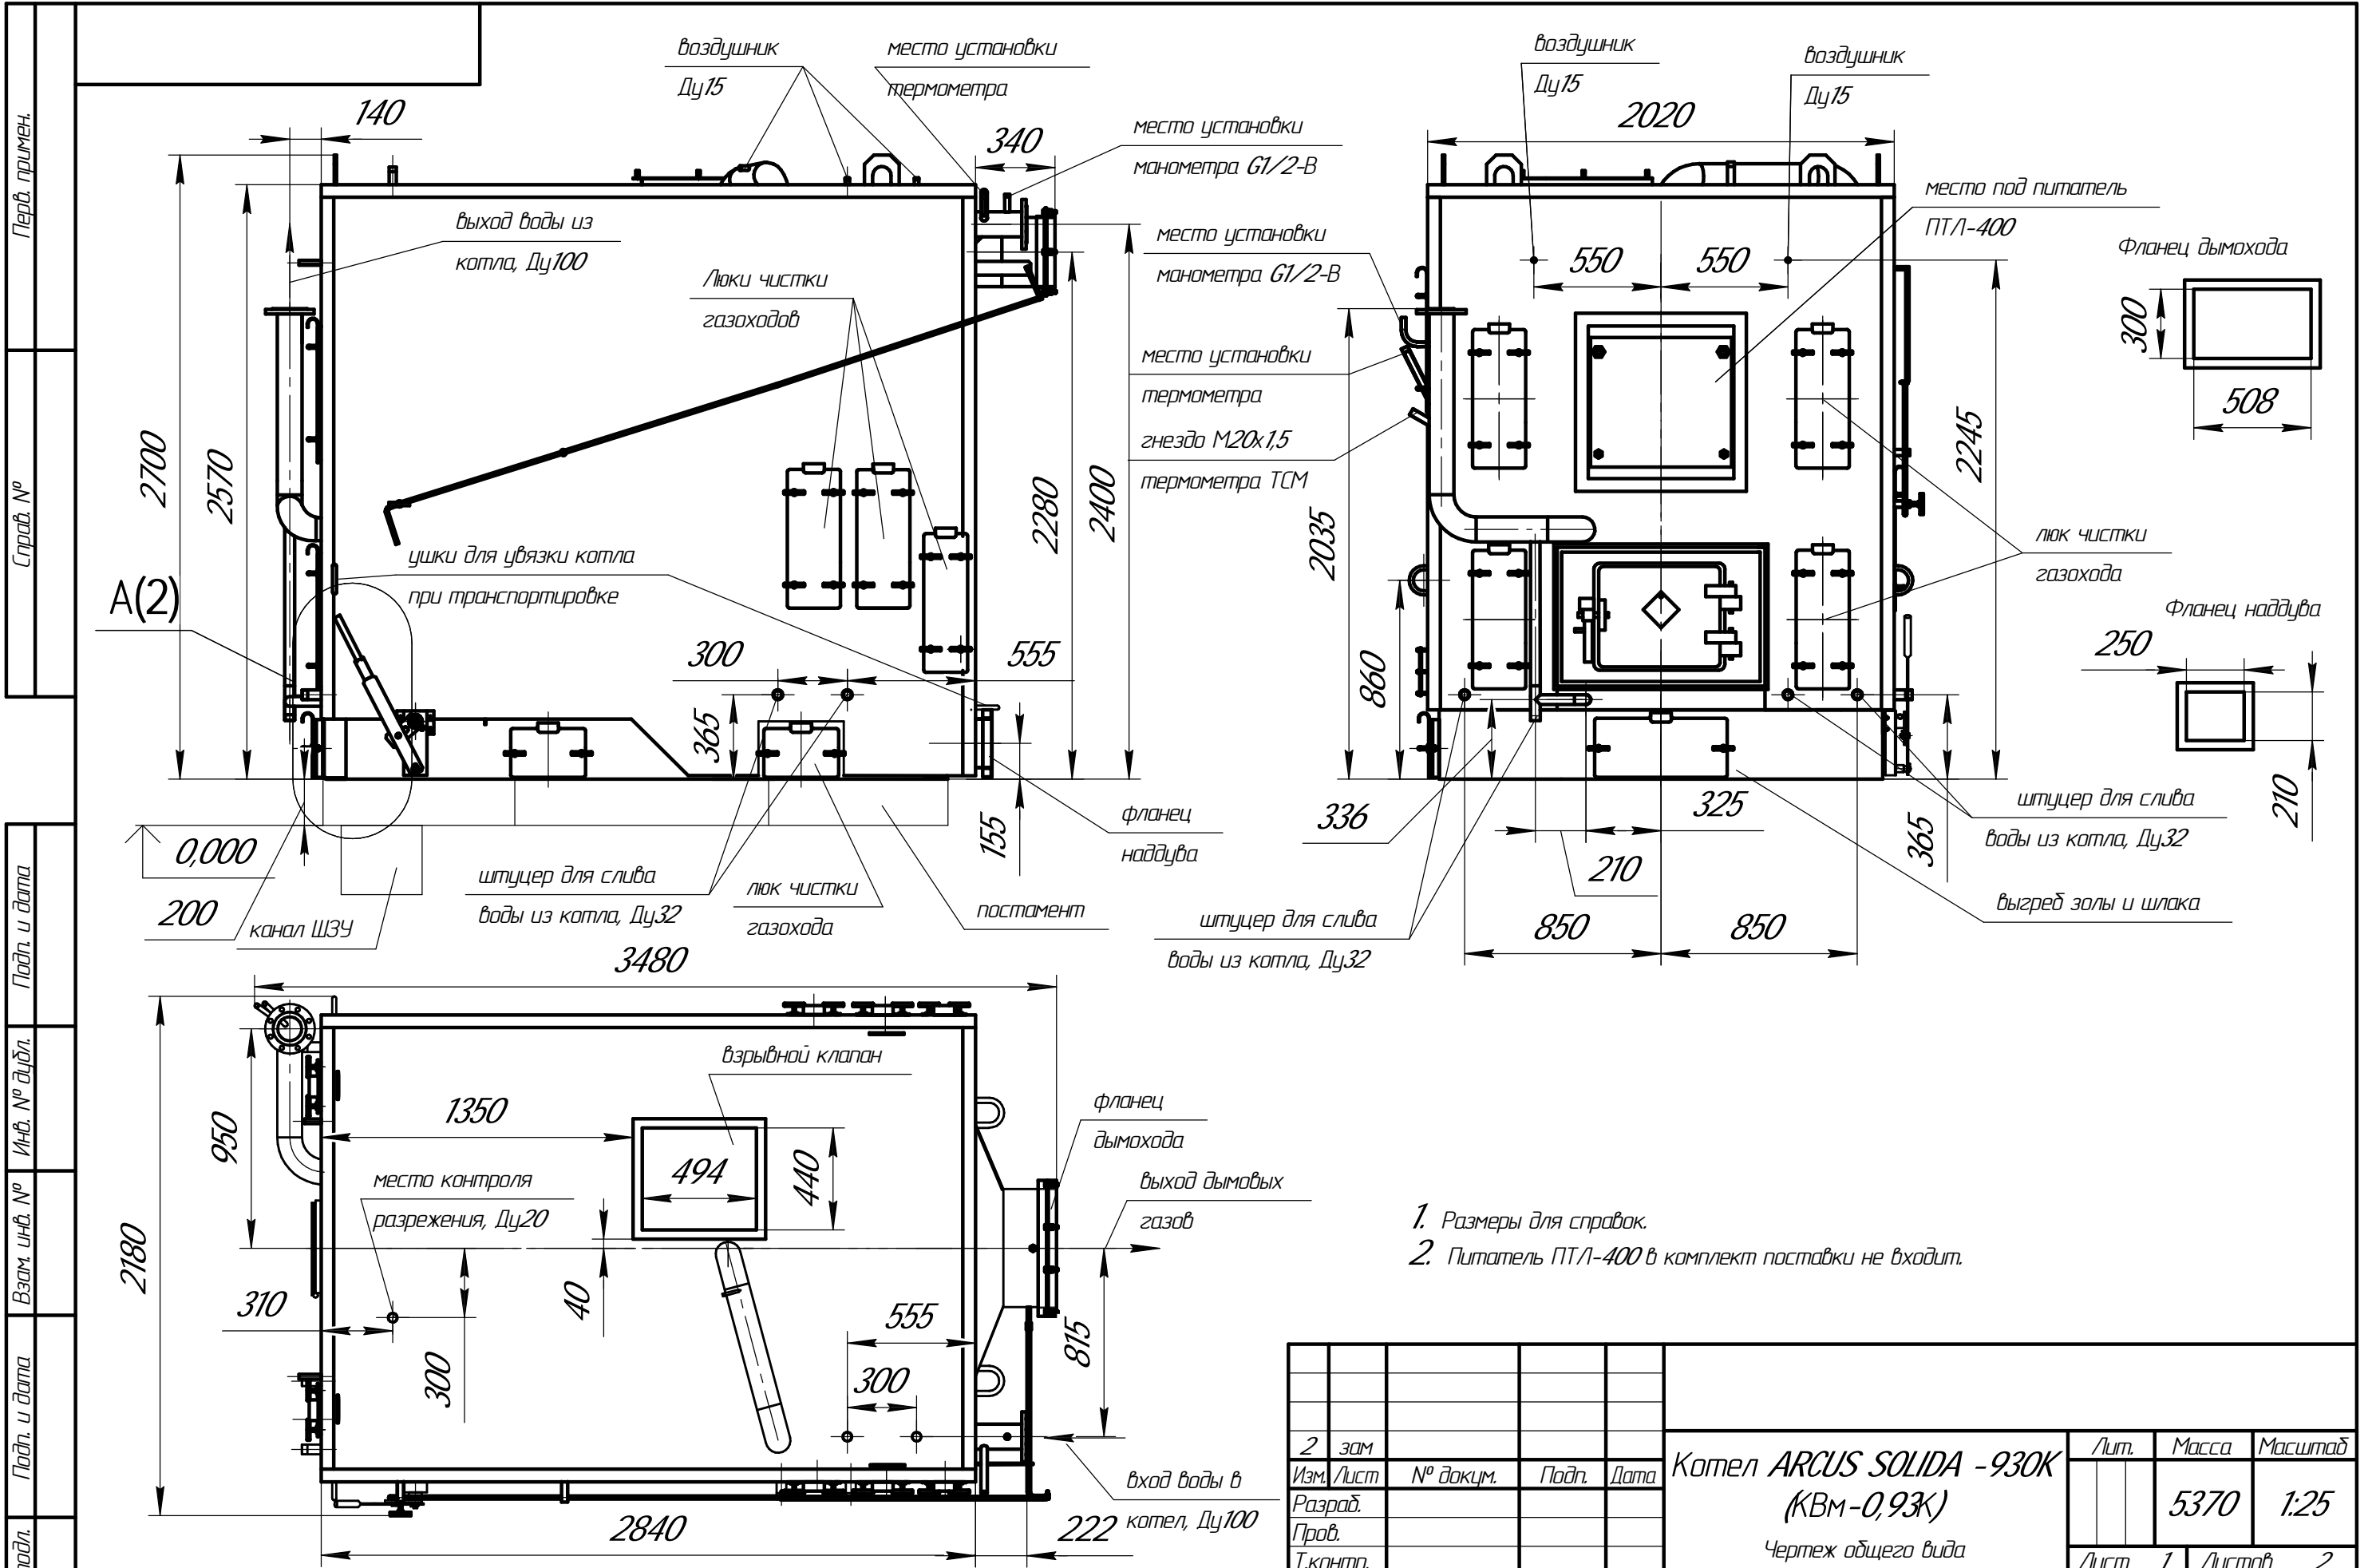 Перв. примен.
Справ. №
Подп. и дата
Инв. № дубл.
Взам. инв. №
Подп. и дата
подл.
воздушник
Ду15
место установки
термометра
140
340
место установки
манометра G1/2-В
выход воды из
котла, Ду100
Люки чистки
газоходов
2700
2570
2280
2400
ушки для увязки котла
при транспортировке
А(2)
300
555
365
155
0,000
200
канал ШЗУ
штуцер для слива
воды из котла, Ду32
люк чистки
газохода
постамент
фланец
наддува
воздушник
Ду15
воздушник
Ду15
2020
место под питатель
ПТЛ-400
место установки
манометра G1/2-В
550
550
место установки
термометра
гнездо М20х1,5
термометра ТСМ
2035
2245
860
люк чистки
газохода
336
325
210
365
штуцер для слива
воды из котла, Ду32
выгреб золы и шлака
штуцер для слива
воды из котла, Ду32
850
850
Фланец дымохода
300
508
Фланец наддува
250
210
3480
взрывной клапан
1350
950
494
440
место контроля
разрежения, Ду20
2180
310
300
40
555
300
815
фланец
дымохода
выход дымовых
газов
вход воды в
котел, Ду100
2840
222
1. Размеры для справок.
2. Питатель ПТЛ-400 в комплект поставки не входит.
2 зам
Изм. Лист № докум. Подп. Дата
Разраб.
Пров.
Т.контр.
Котел ARCUS SOLIDA -930К
(КВм-0,93К)
Чертеж общего вида
Лит. Масса Масштаб
5370 1:25
Лист 1 Листов 2